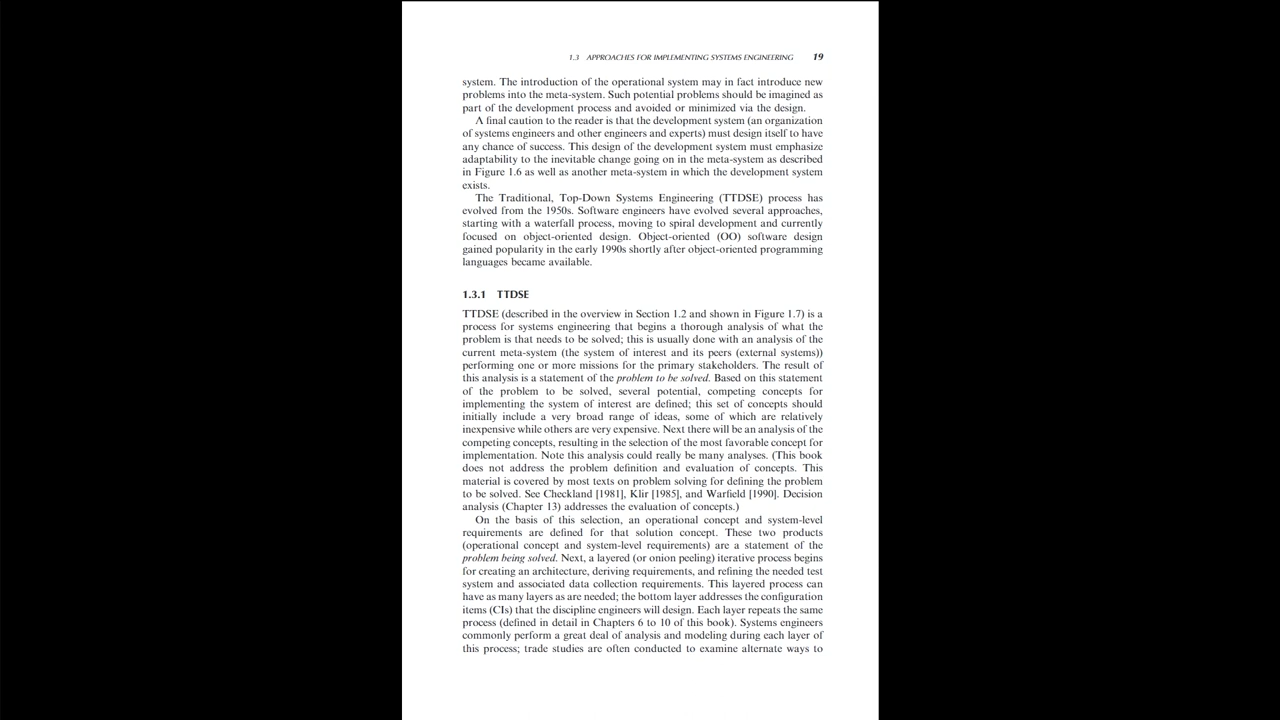 1.3 APPROACHES FOR IMPLEMENTING SYSTEMS ENGINEERING 19
system. The introduction of the operational system may in fact introduce new
problems into the meta-system. Such potential problems should be imagined as
part of the development process and avoided or minimized via the design.
A final caution to the reader is that the development system (an organization
of systems engineers and other engineers and experts) must design itself to have
any chance of success. This design of the development system must emphasize
adaptability to the inevitable change going on in the meta-system as described
in Figure 1.6 as well as another meta-system in which the development system
exists.
The Traditional, Top-Down Systems Engineering (TTDSE) process has
evolved from the 1950s. Software engineers have evolved several approaches,
starting with a waterfall process, moving to spiral development and currently
focused on object-oriented design. Object-oriented (OO) software design
gained popularity in the early 1990s shortly after object-oriented programming
languages became available.
1.3.1 TTDSE
TTDSE (described in the overview in Section 1.2 and shown in Figure 1.7) is a
process for systems engineering that begins a thorough analysis of what the
problem is that needs to be solved; this is usually done with an analysis of the
current meta-system (the system of interest and its peers (external systems))
performing one or more missions for the primary stakeholders. The result of
this analysis is a statement of the problem to be solved. Based on this statement
of the problem to be solved, several potential, competing concepts for
implementing the system of interest are defined; this set of concepts should
initially include a very broad range of ideas, some of which are relatively
inexpensive while others are very expensive. Next there will be an analysis of the
competing concepts, resulting in the selection of the most favorable concept for
implementation. Note this analysis could really be many analyses. (This book
does not address the problem definition and evaluation of concepts. This
material is covered by most texts on problem solving for defining the problem
to be solved. See Checkland [1981], Klir [1985], and Warfield [1990]. Decision
analysis (Chapter 13) addresses the evaluation of concepts.)
On the basis of this selection, an operational concept and system-level
requirements are defined for that solution concept. These two products
(operational concept and system-level requirements) are a statement of the
problem being solved. Next, a layered (or onion peeling) iterative process begins
for creating an architecture, deriving requirements, and refining the needed test
system and associated data collection requirements. This layered process can
have as many layers as are needed; the bottom layer addresses the configuration
items (CIs) that the discipline engineers will design. Each layer repeats the same
process (defined in detail in Chapters 6 to 10 of this book). Systems engineers
commonly perform a great deal of analysis and modeling during each layer of
this process; trade studies are often conducted to examine alternate ways to